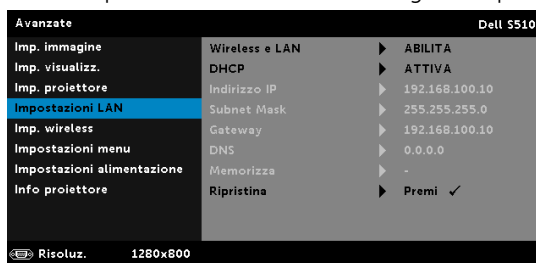 Avanzate Dell S510
Imp. immagine Wireless e LAN ABILITA
Imp. visualizz. DHCP ATTIVA
Imp. proiettore Indirizzo IP 192.168.100.10
Impostazioni LAN Subnet Mask 255.255.255.0
Imp. wireless Gateway 192.168.100.10
Impostazioni menu DNS 0.0.0.0
Impostazioni alimentazione Memorizza -
Info proiettore Ripristina Premi ✓
Risoluz. 1280x800